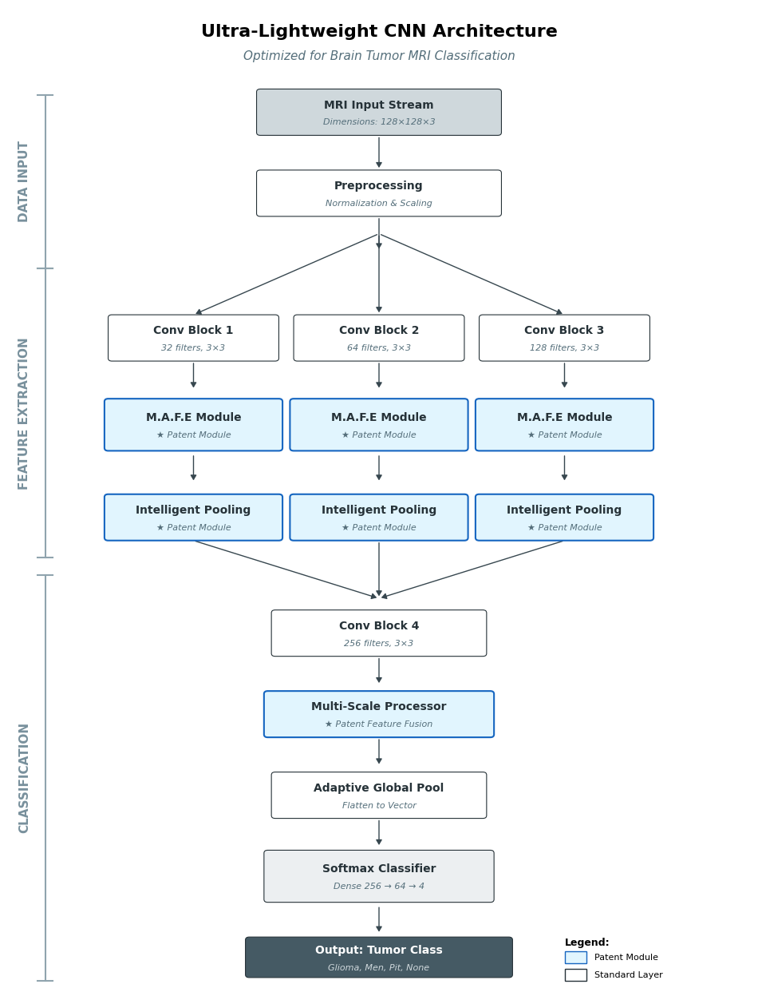 Ultra-Lightweight CNN Architecture
Optimized for Brain Tumor MRI Classification
DATA INPUT
MRI Input Stream
Dimensions: 128×128×3
Preprocessing
Normalization & Scaling
FEATURE EXTRACTION
Conv Block 1
32 filters, 3×3
Conv Block 2
64 filters, 3×3
Conv Block 3
128 filters, 3×3
M.A.F.E Module
★ Patent Module
M.A.F.E Module
★ Patent Module
M.A.F.E Module
★ Patent Module
Intelligent Pooling
★ Patent Module
Intelligent Pooling
★ Patent Module
Intelligent Pooling
★ Patent Module
CLASSIFICATION
Conv Block 4
256 filters, 3×3
Multi-Scale Processor
★ Patent Feature Fusion
Adaptive Global Pool
Flatten to Vector
Softmax Classifier
Dense 256 → 64 → 4
Output: Tumor Class
Glioma, Men, Pit, None
Legend:
Patent Module
Standard Layer